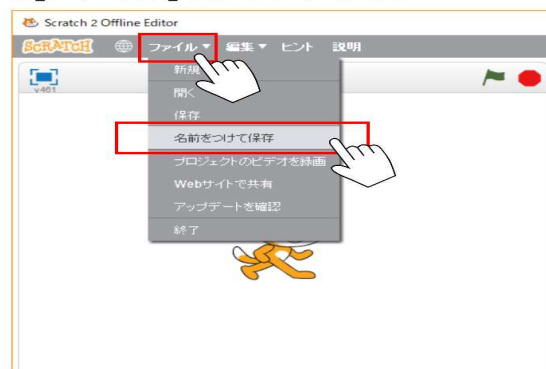 Scratch 2 Offline Editor
SCRATCH ファイル▼ 編集▼ ヒント 説明
v461
新規
開く
保存
名前をつけて保存
プロジェクトのビデオを録画
Webサイトで共有
アップデートを確認
終了